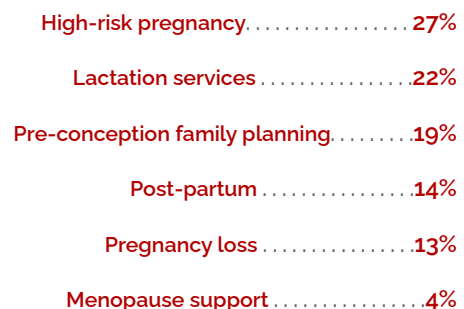 High-risk pregnancy. . . . . . . . . . . . . . . . . 27%
Lactation services . . . . . . . . . . . . . . . .22%
Pre-conception family planning. . . . . . . . .19%
Post-partum . . . . . . . . . . . . . . . .14%
Pregnancy loss . . . . . . . . . . . . . . . .13%
Menopause support . . . . . . . . . . . . . . .4%